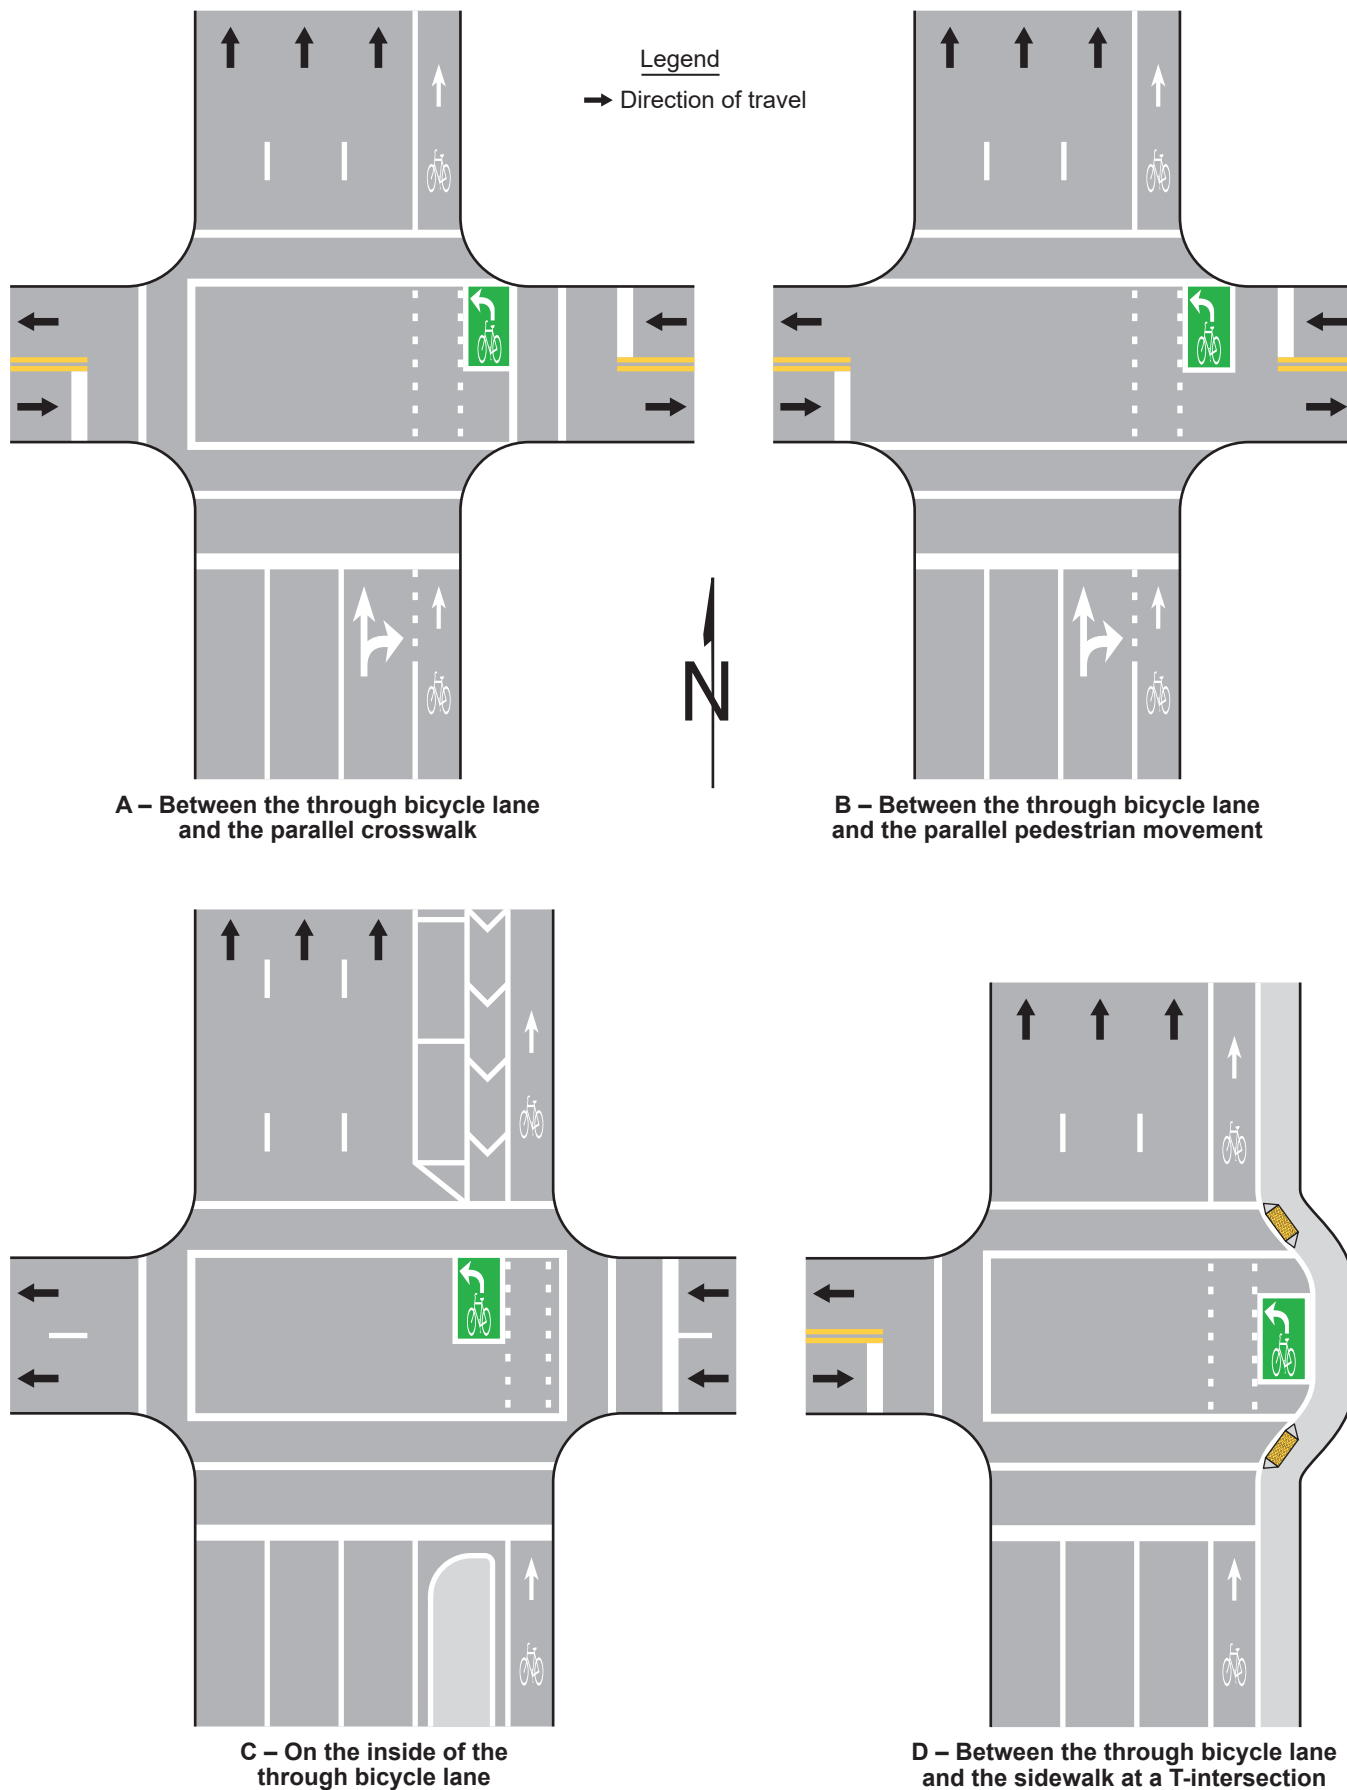 Legend
Direction of travel
N
A – Between the through bicycle lane
and the parallel crosswalk
B – Between the through bicycle lane
and the parallel pedestrian movement
C – On the inside of the
through bicycle lane
D – Between the through bicycle lane
and the sidewalk at a T-intersection